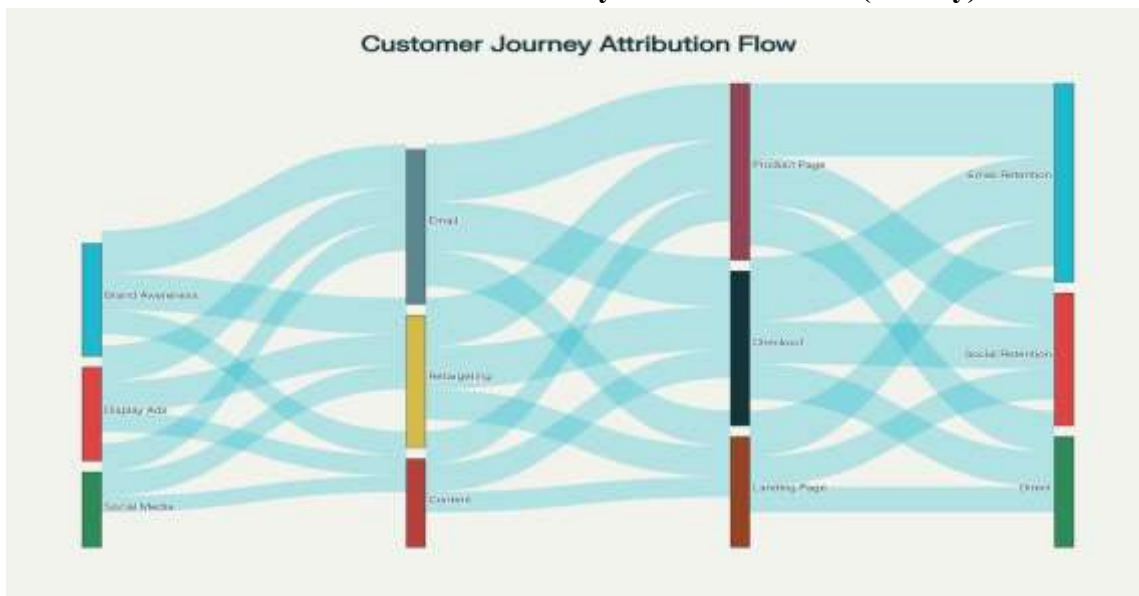 Customer Journey Attribution Flow
Product Page
Email Retention
Email
Brand Awareness
Checkout
Social Retention
Retargeting
Display Ads
Landing Page
Direct
Content
Social Media